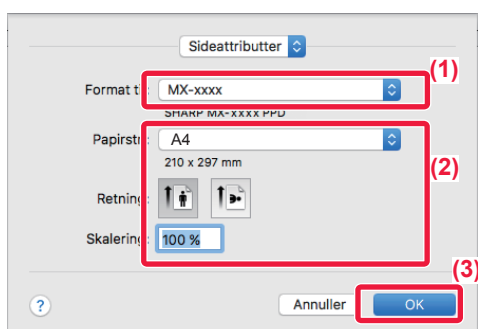 Sideattributter
(1)
Format til: MX-xxxx
SHARP MX-xxxx PPD
Papirstr.: A4
210 x 297 mm
(2)
Retning:
Skalering: 100 %
(3)
? Annuller OK